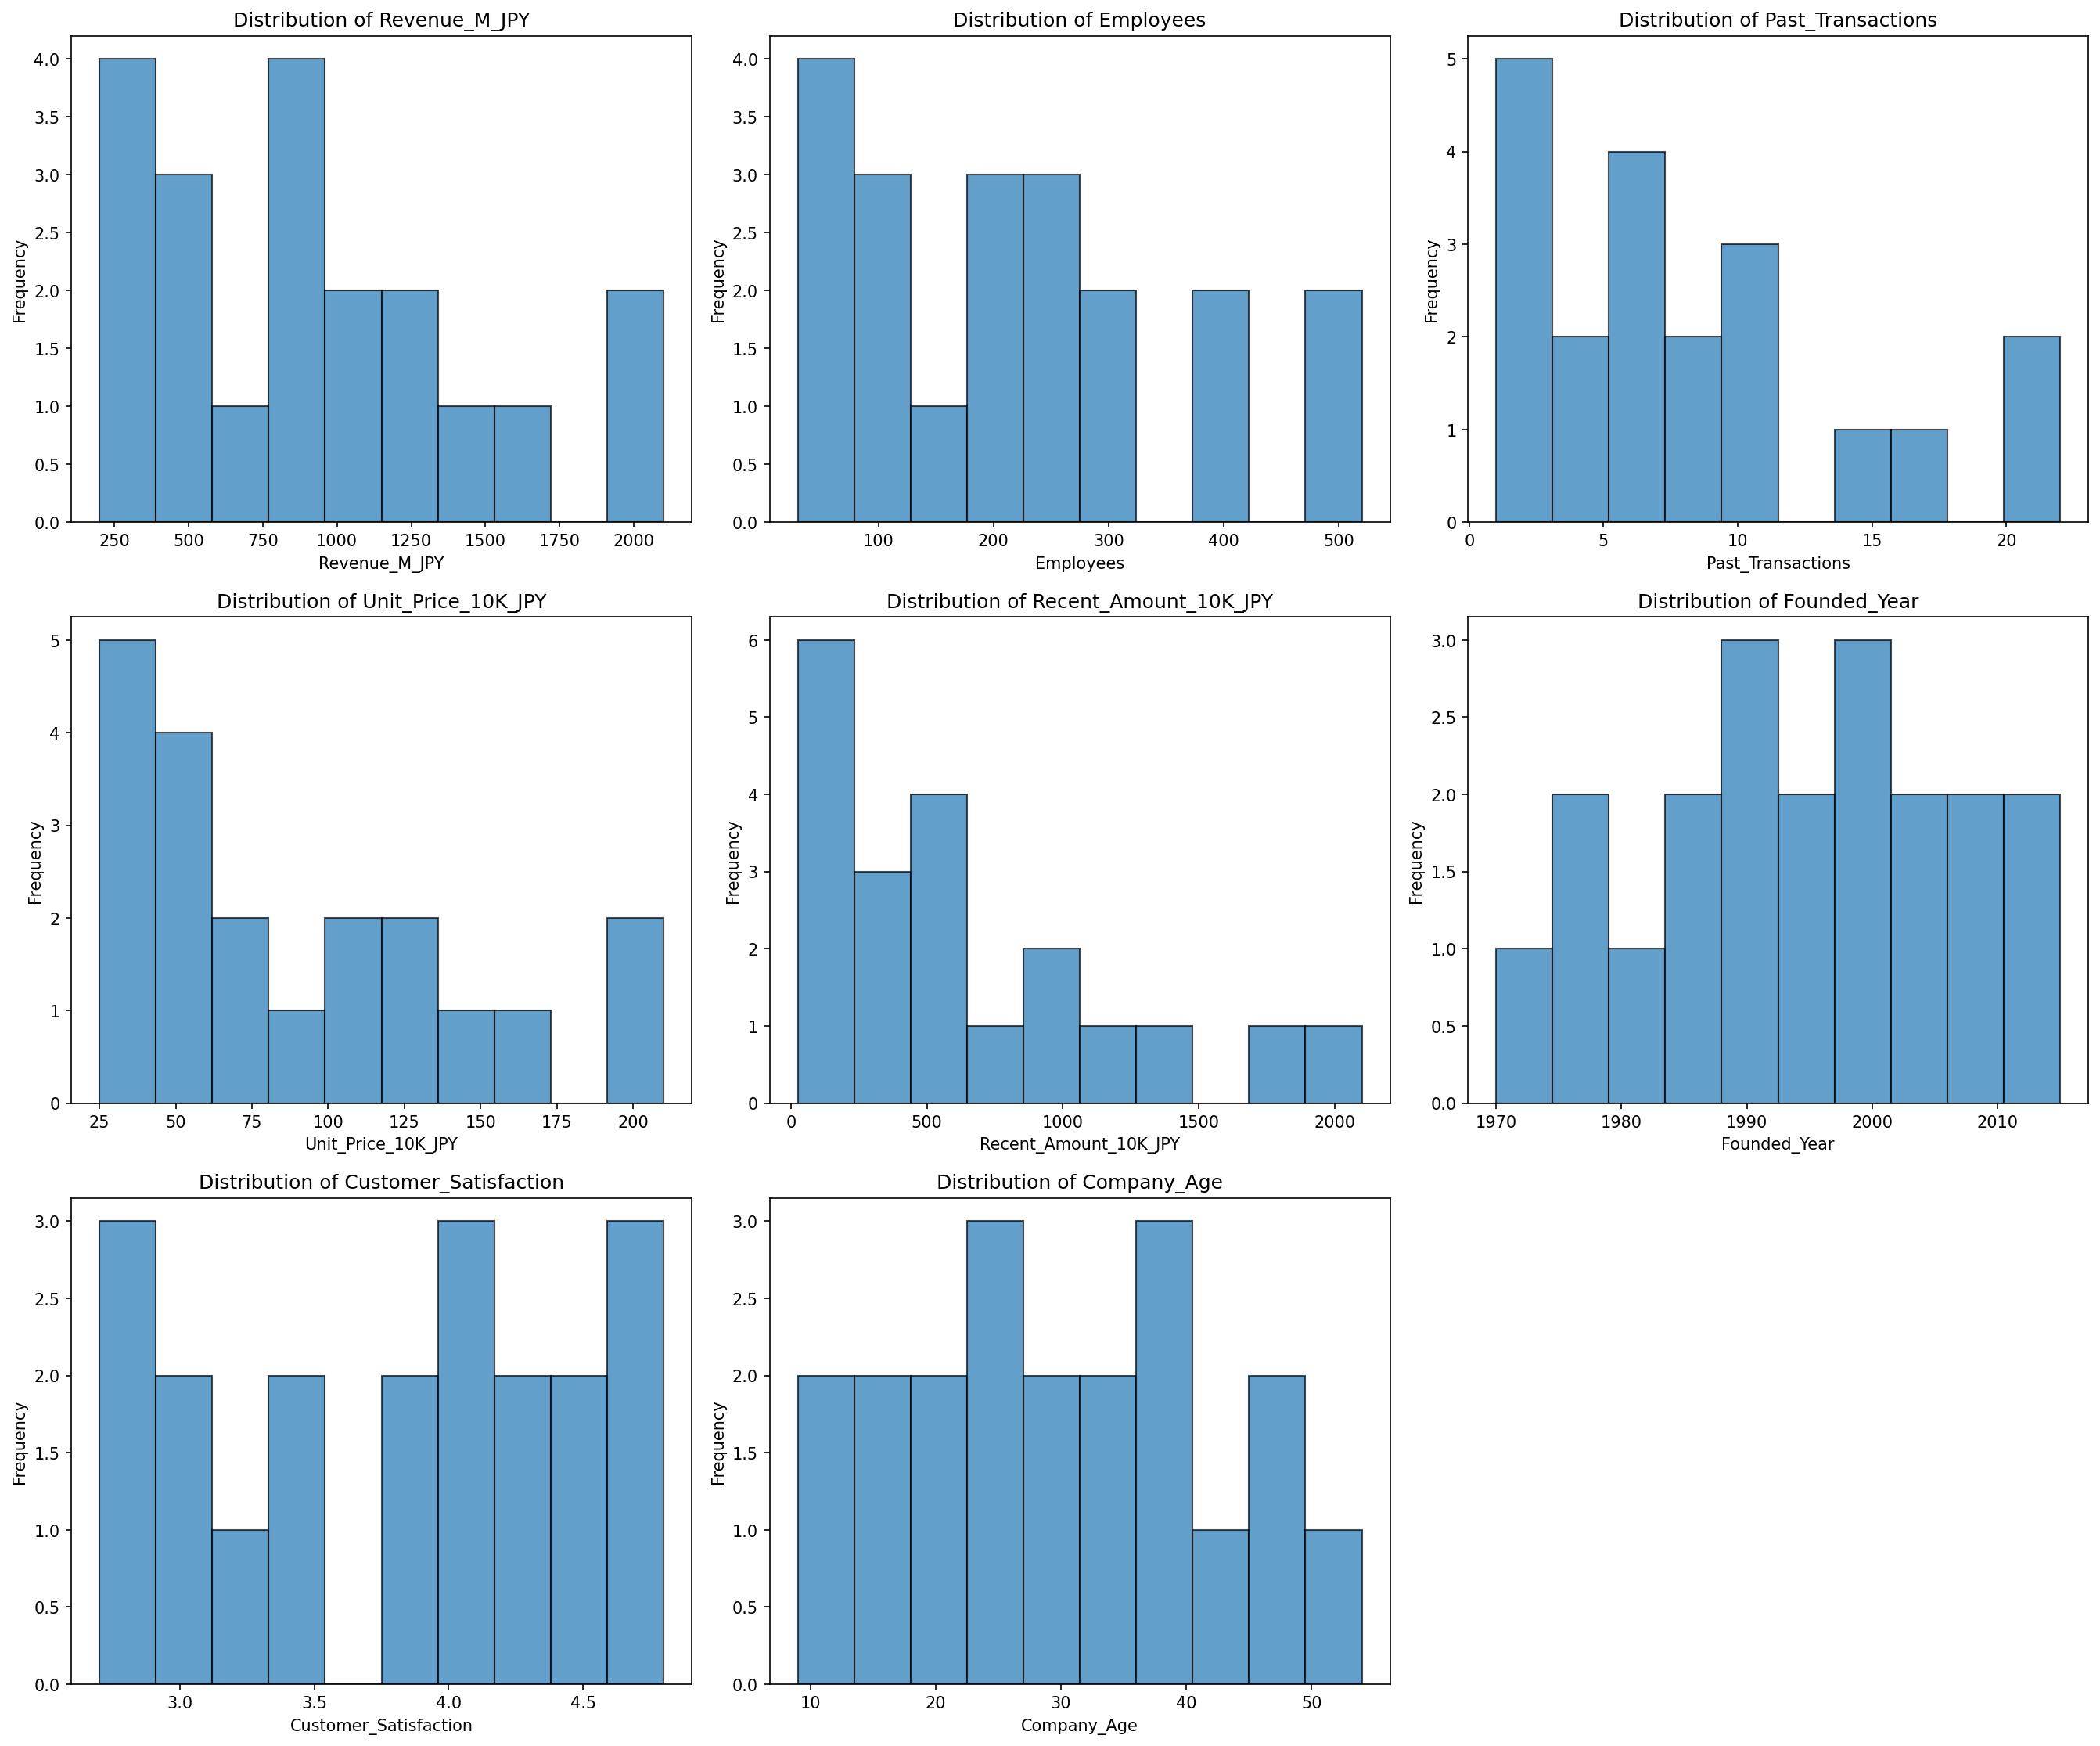 Distribution of Revenue_M_JPY
Frequency
4.0
3.5
3.0
2.5
2.0
1.5
1.0
0.5
0.0
250 500 750 1000 1250 1500 1750 2000
Revenue_M_JPY
Distribution of Employees
Frequency
4.0
3.5
3.0
2.5
2.0
1.5
1.0
0.5
0.0
100 200 300 400 500
Employees
Distribution of Past_Transactions
Frequency
5
4
3
2
1
0
0 5 10 15 20
Past_Transactions
Distribution of Unit_Price_10K_JPY
Frequency
5
4
3
2
1
0
25 50 75 100 125 150 175 200
Unit_Price_10K_JPY
Distribution of Recent_Amount_10K_JPY
Frequency
6
5
4
3
2
1
0
0 500 1000 1500 2000
Recent_Amount_10K_JPY
Distribution of Founded_Year
Frequency
3.0
2.5
2.0
1.5
1.0
0.5
0.0
1970 1980 1990 2000 2010
Founded_Year
Distribution of Customer_Satisfaction
Frequency
3.0
2.5
2.0
1.5
1.0
0.5
0.0
3.0 3.5 4.0 4.5
Customer_Satisfaction
Distribution of Company_Age
Frequency
3.0
2.5
2.0
1.5
1.0
0.5
0.0
10 20 30 40 50
Company_Age